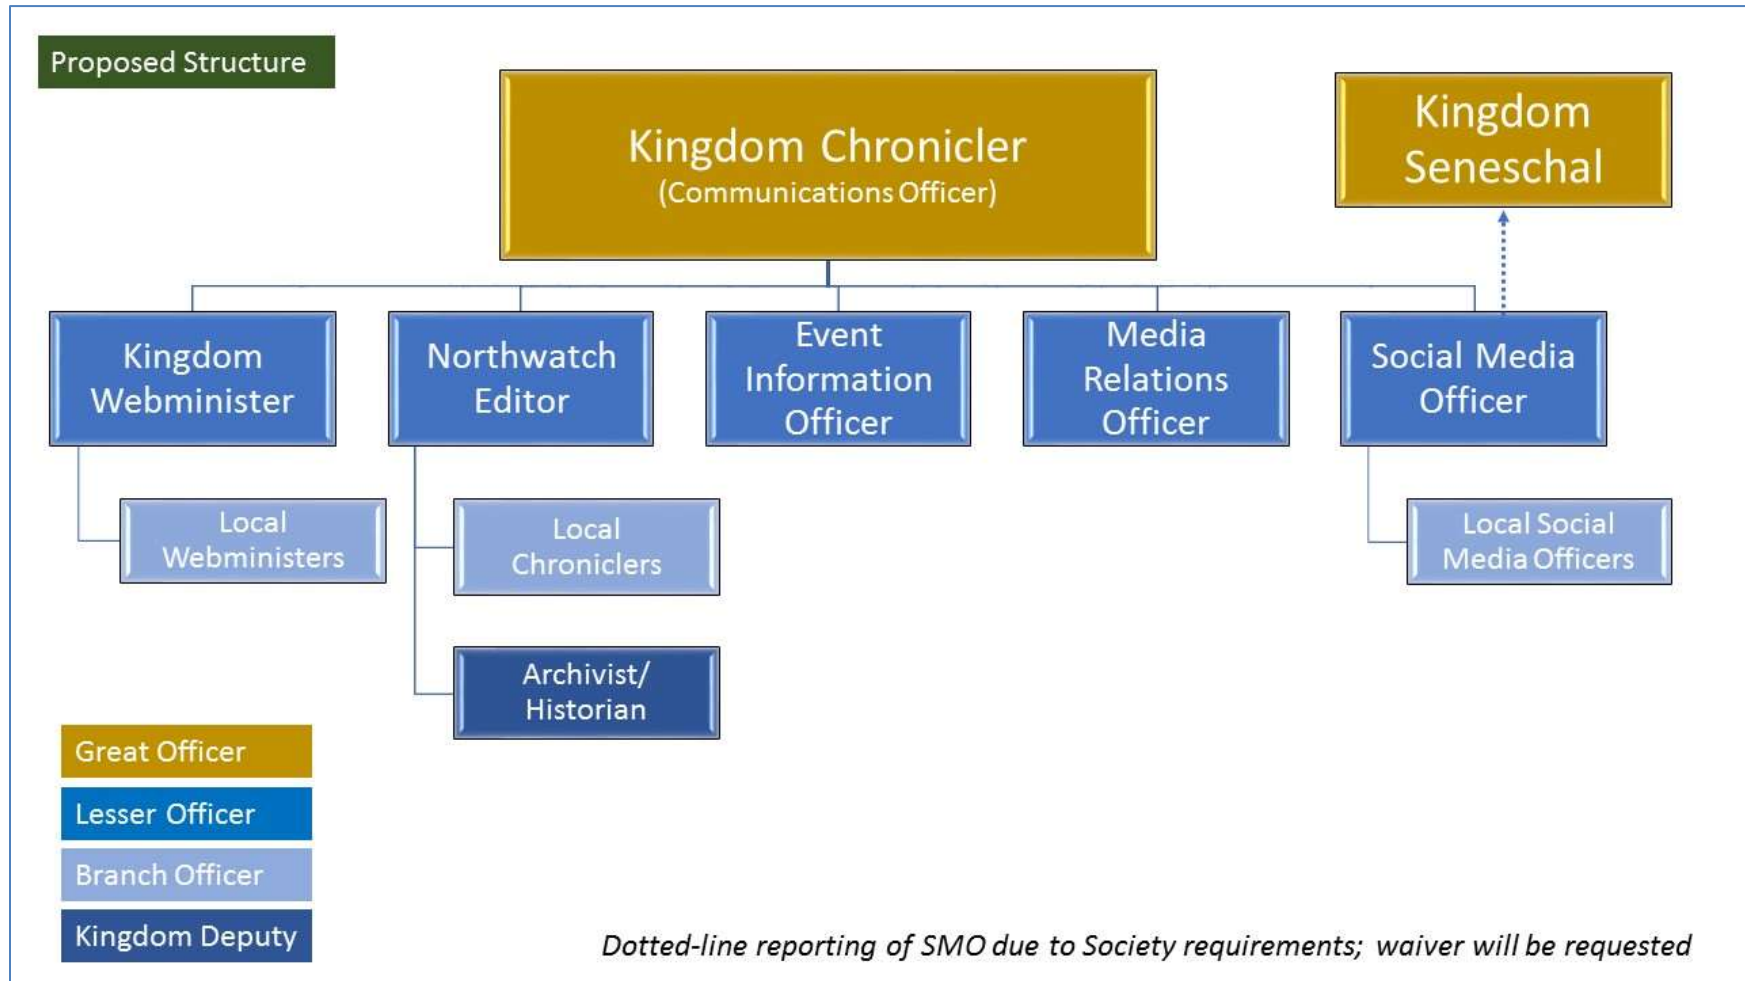 Proposed Structure
Kingdom Chronicler
(Communications Officer)
Kingdom
Seneschal
Kingdom
Webminister
Northwatch
Editor
Event
Information
Officer
Media
Relations
Officer
Social Media
Officer
Local
Webministers
Local
Chroniclers
Local Social
Media Officers
Archivist/
Historian
Great Officer
Lesser Officer
Branch Officer
Kingdom Deputy
Dotted-line reporting of SMO due to Society requirements; waiver will be requested